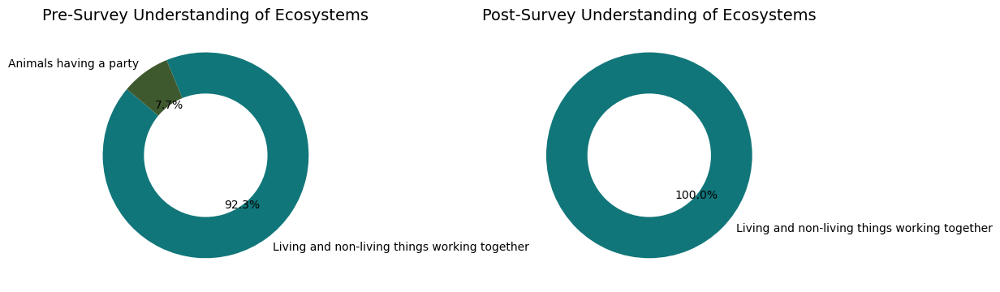 Pre-Survey Understanding of Ecosystems
Animals having a party
7.7%
92.3%
Living and non-living things working together
Post-Survey Understanding of Ecosystems
100.0%
Living and non-living things working together